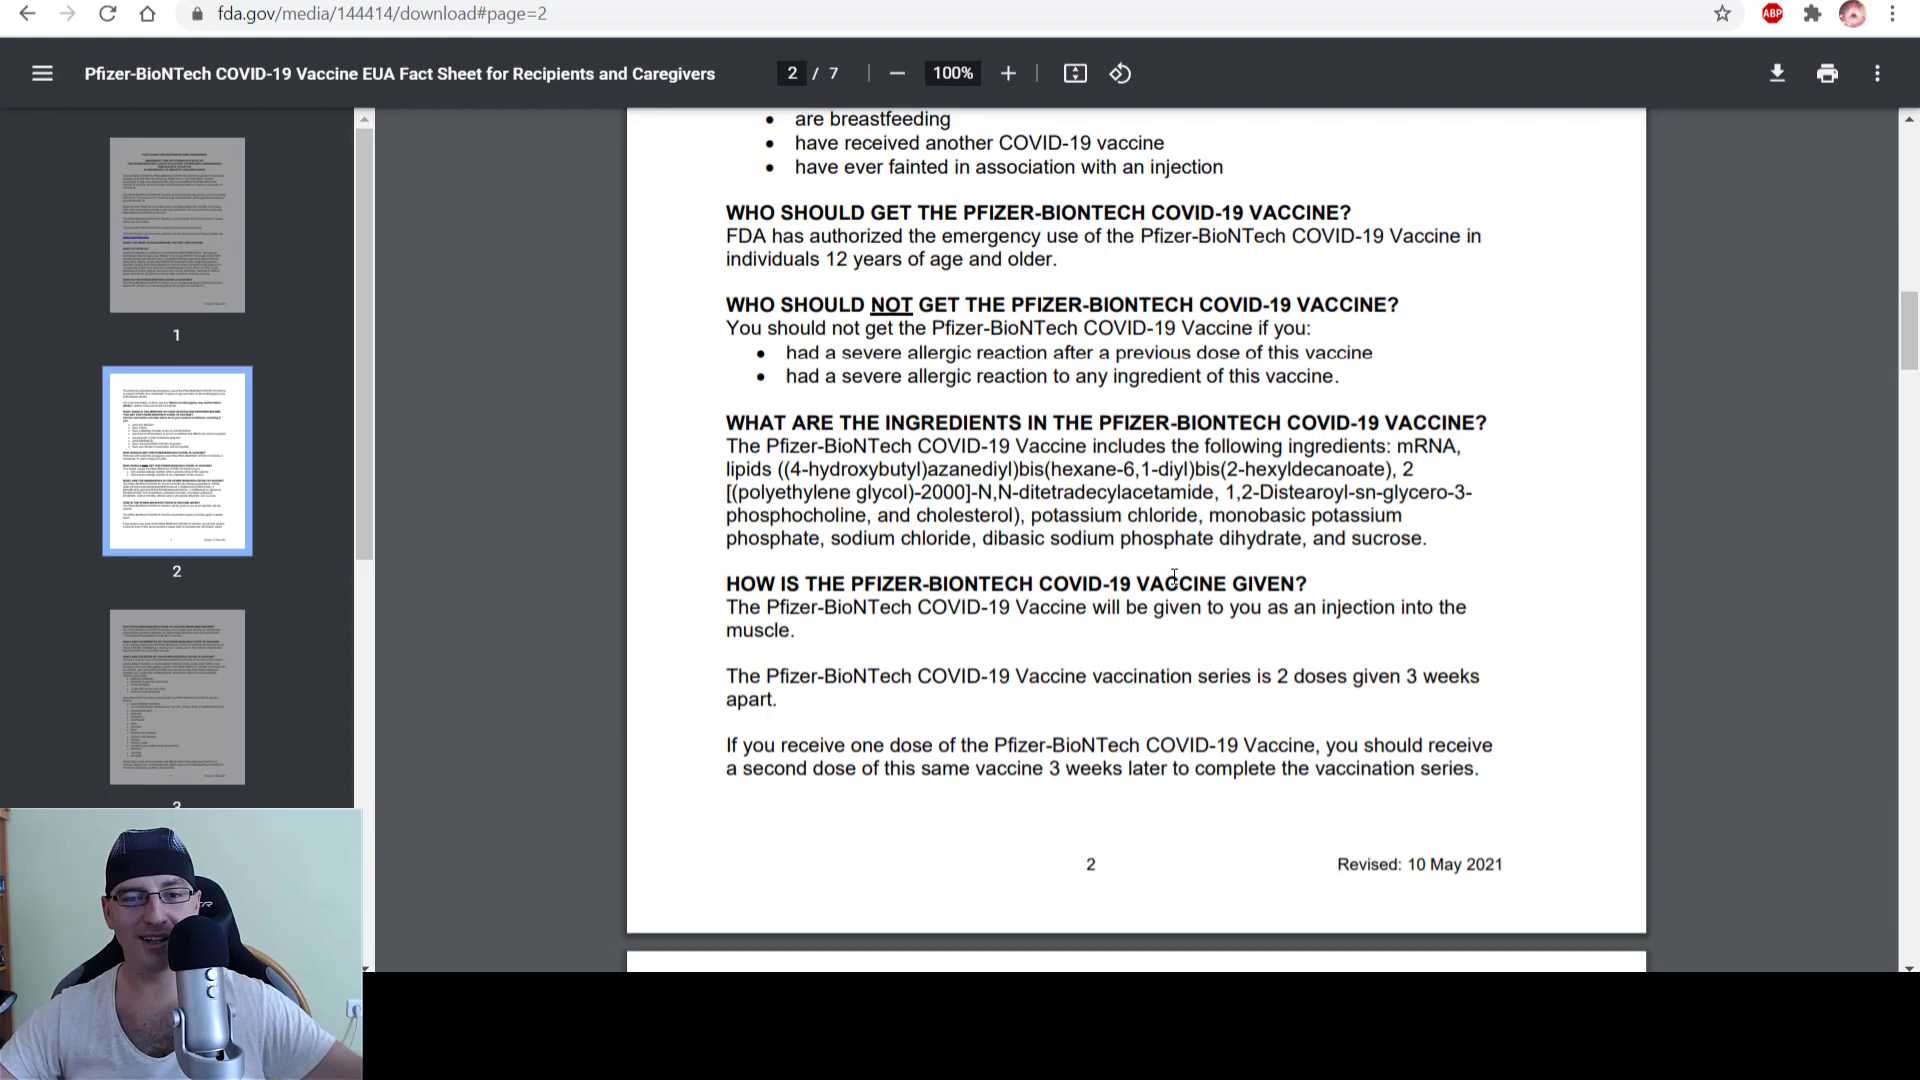 fda.gov/media/144414/download#page=2
ABP
Pfizer-BioNTech COVID-19 Vaccine EUA Fact Sheet for Recipients and Caregivers
2 / 7
100%
1
2
3
• are breastfeeding
• have received another COVID-19 vaccine
• have ever fainted in association with an injection
WHO SHOULD GET THE PFIZER-BIONTECH COVID-19 VACCINE?
FDA has authorized the emergency use of the Pfizer-BioNTech COVID-19 Vaccine in
individuals 12 years of age and older.
WHO SHOULD NOT GET THE PFIZER-BIONTECH COVID-19 VACCINE?
You should not get the Pfizer-BioNTech COVID-19 Vaccine if you:
• had a severe allergic reaction after a previous dose of this vaccine
• had a severe allergic reaction to any ingredient of this vaccine.
WHAT ARE THE INGREDIENTS IN THE PFIZER-BIONTECH COVID-19 VACCINE?
The Pfizer-BioNTech COVID-19 Vaccine includes the following ingredients: mRNA,
lipids ((4-hydroxybutyl)azanediyl)bis(hexane-6,1-diyl)bis(2-hexyldecanoate), 2
[(polyethylene glycol)-2000]-N,N-ditetradecylacetamide, 1,2-Distearoyl-sn-glycero-3-
phosphocholine, and cholesterol), potassium chloride, monobasic potassium
phosphate, sodium chloride, dibasic sodium phosphate dihydrate, and sucrose.
HOW IS THE PFIZER-BIONTECH COVID-19 VACCINE GIVEN?
The Pfizer-BioNTech COVID-19 Vaccine will be given to you as an injection into the
muscle.
The Pfizer-BioNTech COVID-19 Vaccine vaccination series is 2 doses given 3 weeks
apart.
If you receive one dose of the Pfizer-BioNTech COVID-19 Vaccine, you should receive
a second dose of this same vaccine 3 weeks later to complete the vaccination series.
2
Revised: 10 May 2021